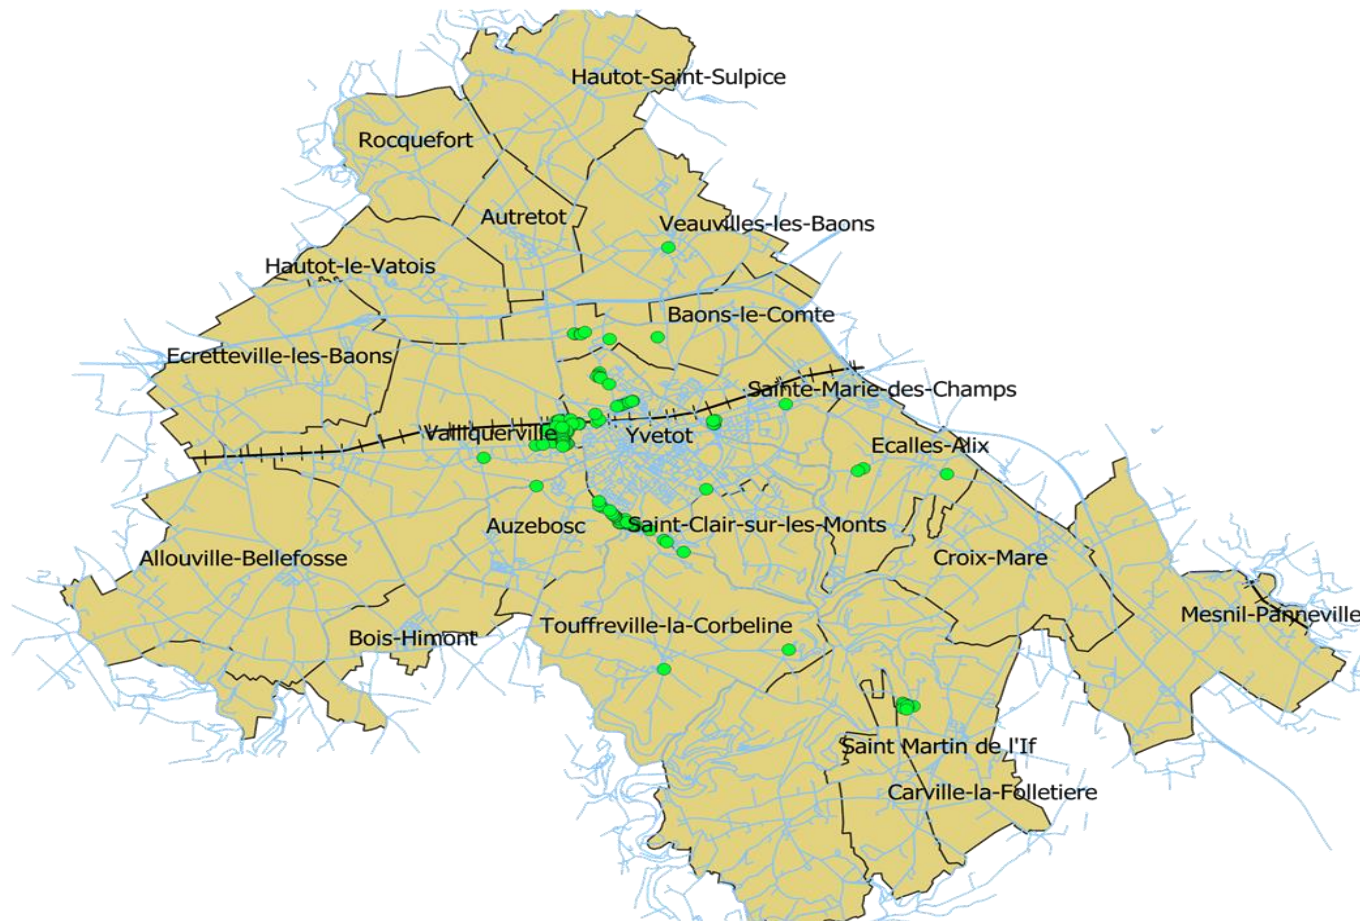 Hautot-Saint-Sulpice
Rocquefort
Autretot
Veauvilles-les-Baons
Hautot-le-Vatois
Baons-le-Comte
Ecretteville-les-Baons
Sainte-Marie-des-Champs
Valliquerville
Yvetot
Ecalles-Alix
Auzebosc
Saint-Clair-sur-les-Monts
Allouville-Bellefosse
Croix-Mare
Mesnil-Panneville
Touffreville-la-Corbeline
Bois-Himont
Saint Martin de l'If
Carville-la-Folletiere